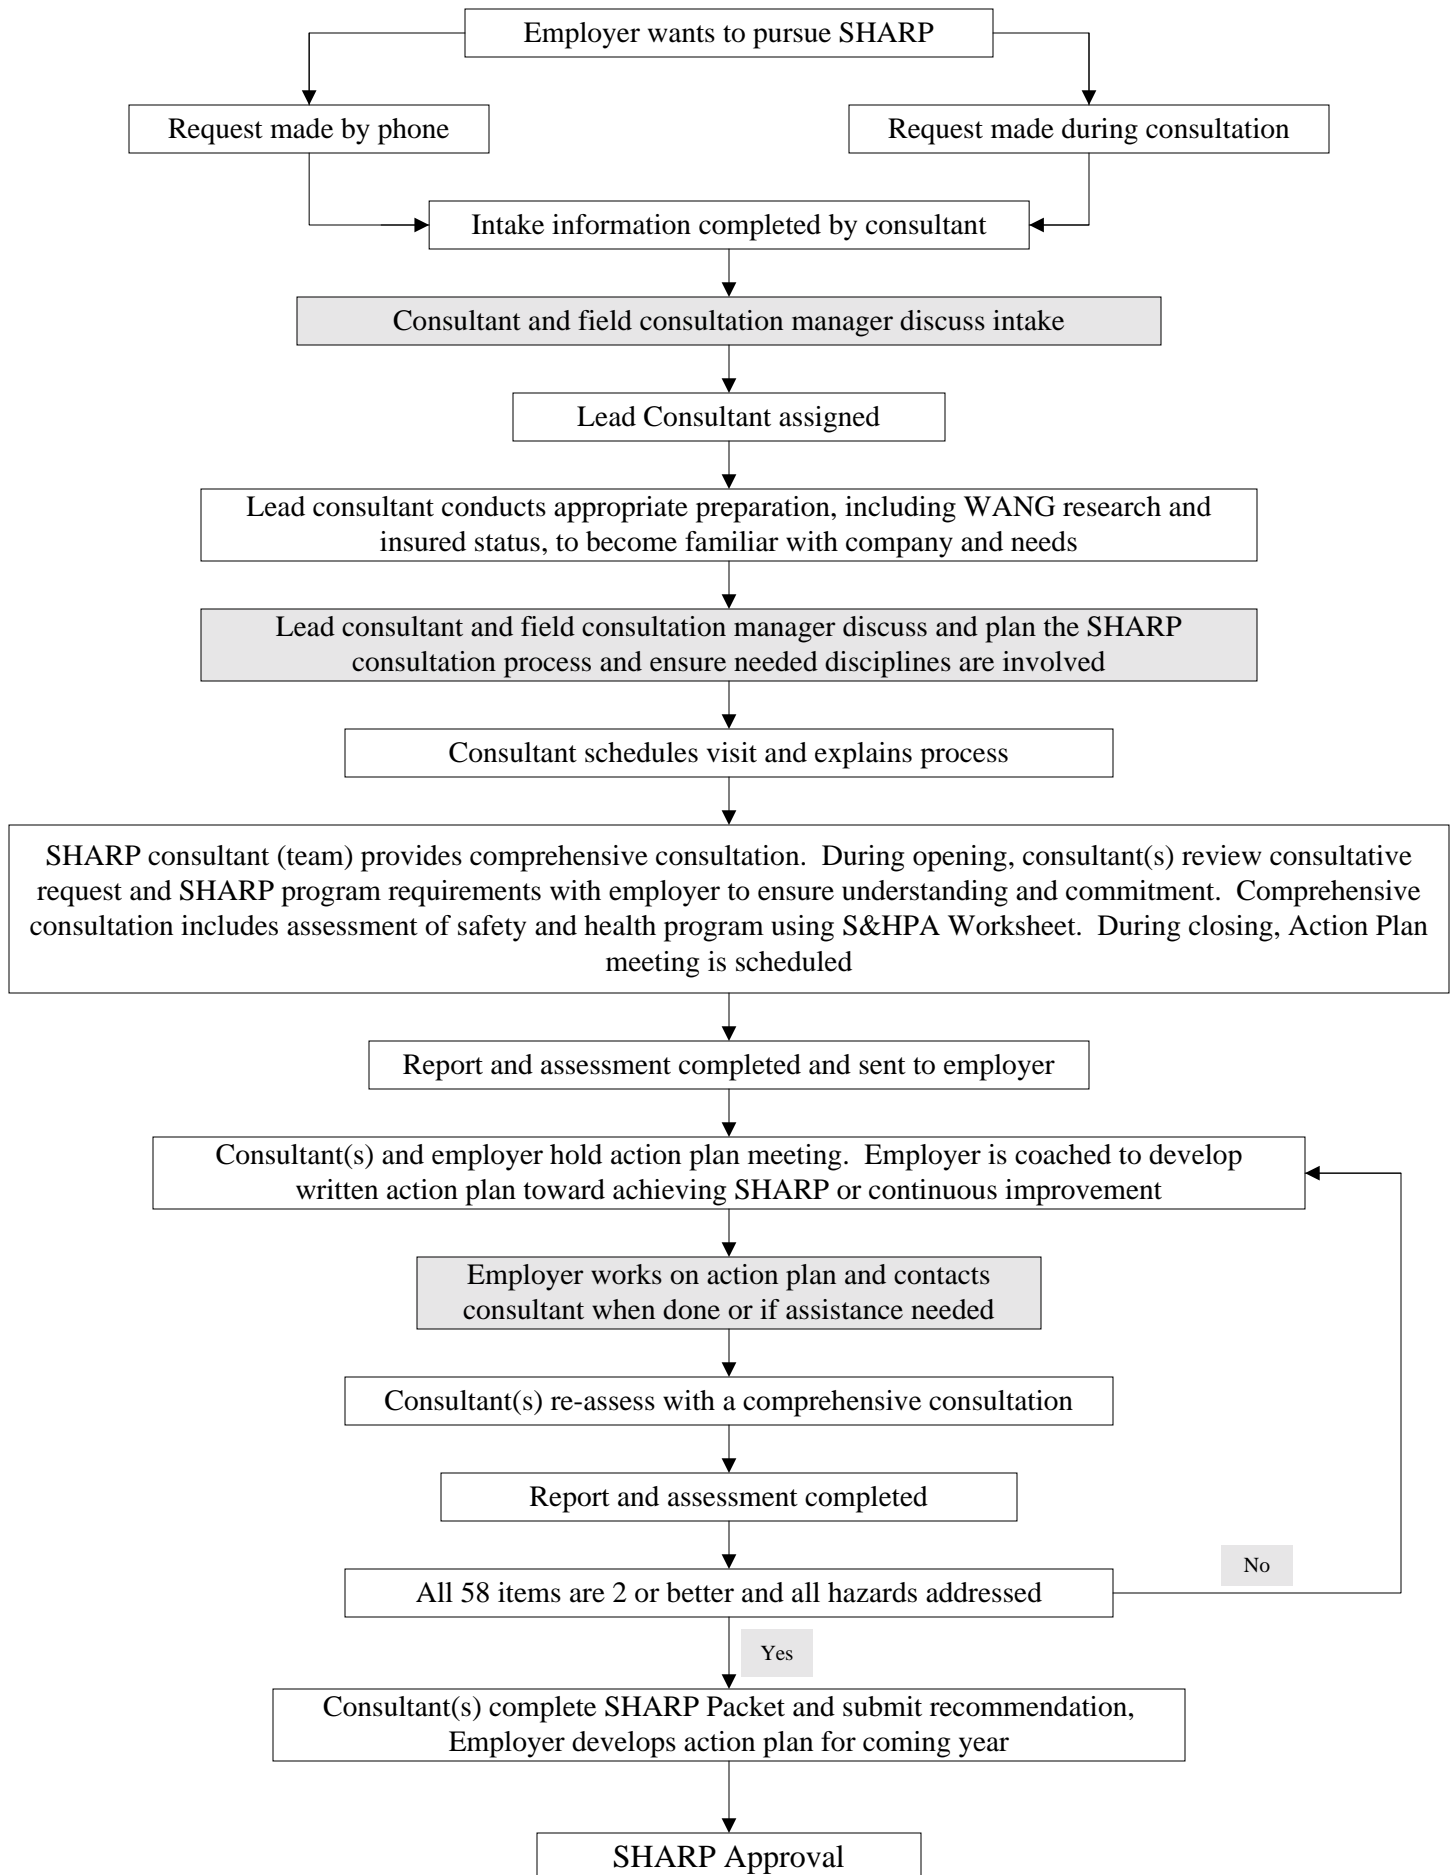 Employer wants to pursue SHARP
Request made by phone
Request made during consultation
Intake information completed by consultant
Consultant and field consultation manager discuss intake
Lead Consultant assigned
Lead consultant conducts appropriate preparation, including WANG research and
insured status, to become familiar with company and needs
Lead consultant and field consultation manager discuss and plan the SHARP
consultation process and ensure needed disciplines are involved
Consultant schedules visit and explains process
SHARP consultant (team) provides comprehensive consultation.  During opening, consultant(s) review consultative
request and SHARP program requirements with employer to ensure understanding and commitment.  Comprehensive
consultation includes assessment of safety and health program using S&HPA Worksheet.  During closing, Action Plan
meeting is scheduled
Report and assessment completed and sent to employer
Consultant(s) and employer hold action plan meeting.  Employer is coached to develop
written action plan toward achieving SHARP or continuous improvement
Employer works on action plan and contacts
consultant when done or if assistance needed
Consultant(s) re-assess with a comprehensive consultation
Report and assessment completed
No
All 58 items are 2 or better and all hazards addressed
Yes
Consultant(s) complete SHARP Packet and submit recommendation,
Employer develops action plan for coming year
SHARP Approval